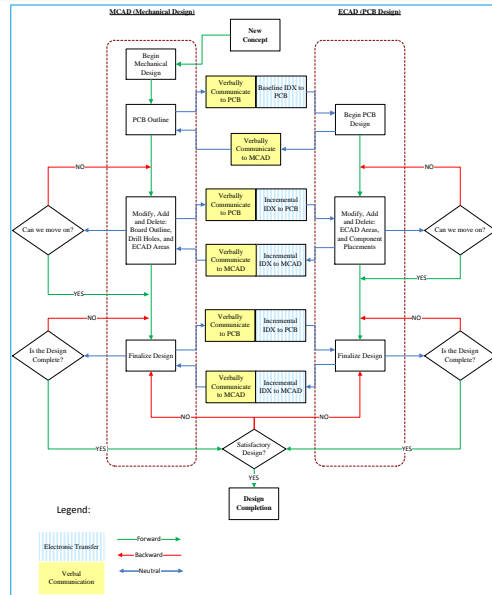 MCAD (Mechanical Design)
ECAD (PCB Design)
New
Concept
Begin
Mechanical
Design
Verbally
Communicate
to PCB
Baseline IDX to
PCB
PCB Outline
Begin PCB
Design
Verbally
Communicate
to MCAD
NO
NO
Verbally
Communicate
to PCB
Incremental
IDX to PCB
Can we move on?
Modify, Add
and Delete:
Board Outline,
Drill Holes, and
ECAD Areas
Modify, Add
and Delete:
ECAD Areas,
and Component
Placements
Can we move on?
Verbally
Communicate
to MCAD
Incremental
IDX to MCAD
YES
YES
NO
NO
Verbally
Communicate
to PCB
Incremental
IDX to PCB
Is the Design
Complete?
Finalize Design
Finalize Design
Is the Design
Complete?
Verbally
Communicate
to MCAD
Incremental
IDX to MCAD
NO
NO
YES
Satisfactory
Design?
YES
YES
Design
Completion
Legend:
Electronic Transfer
Forward
Backward
Verbal
Communication
Neutral